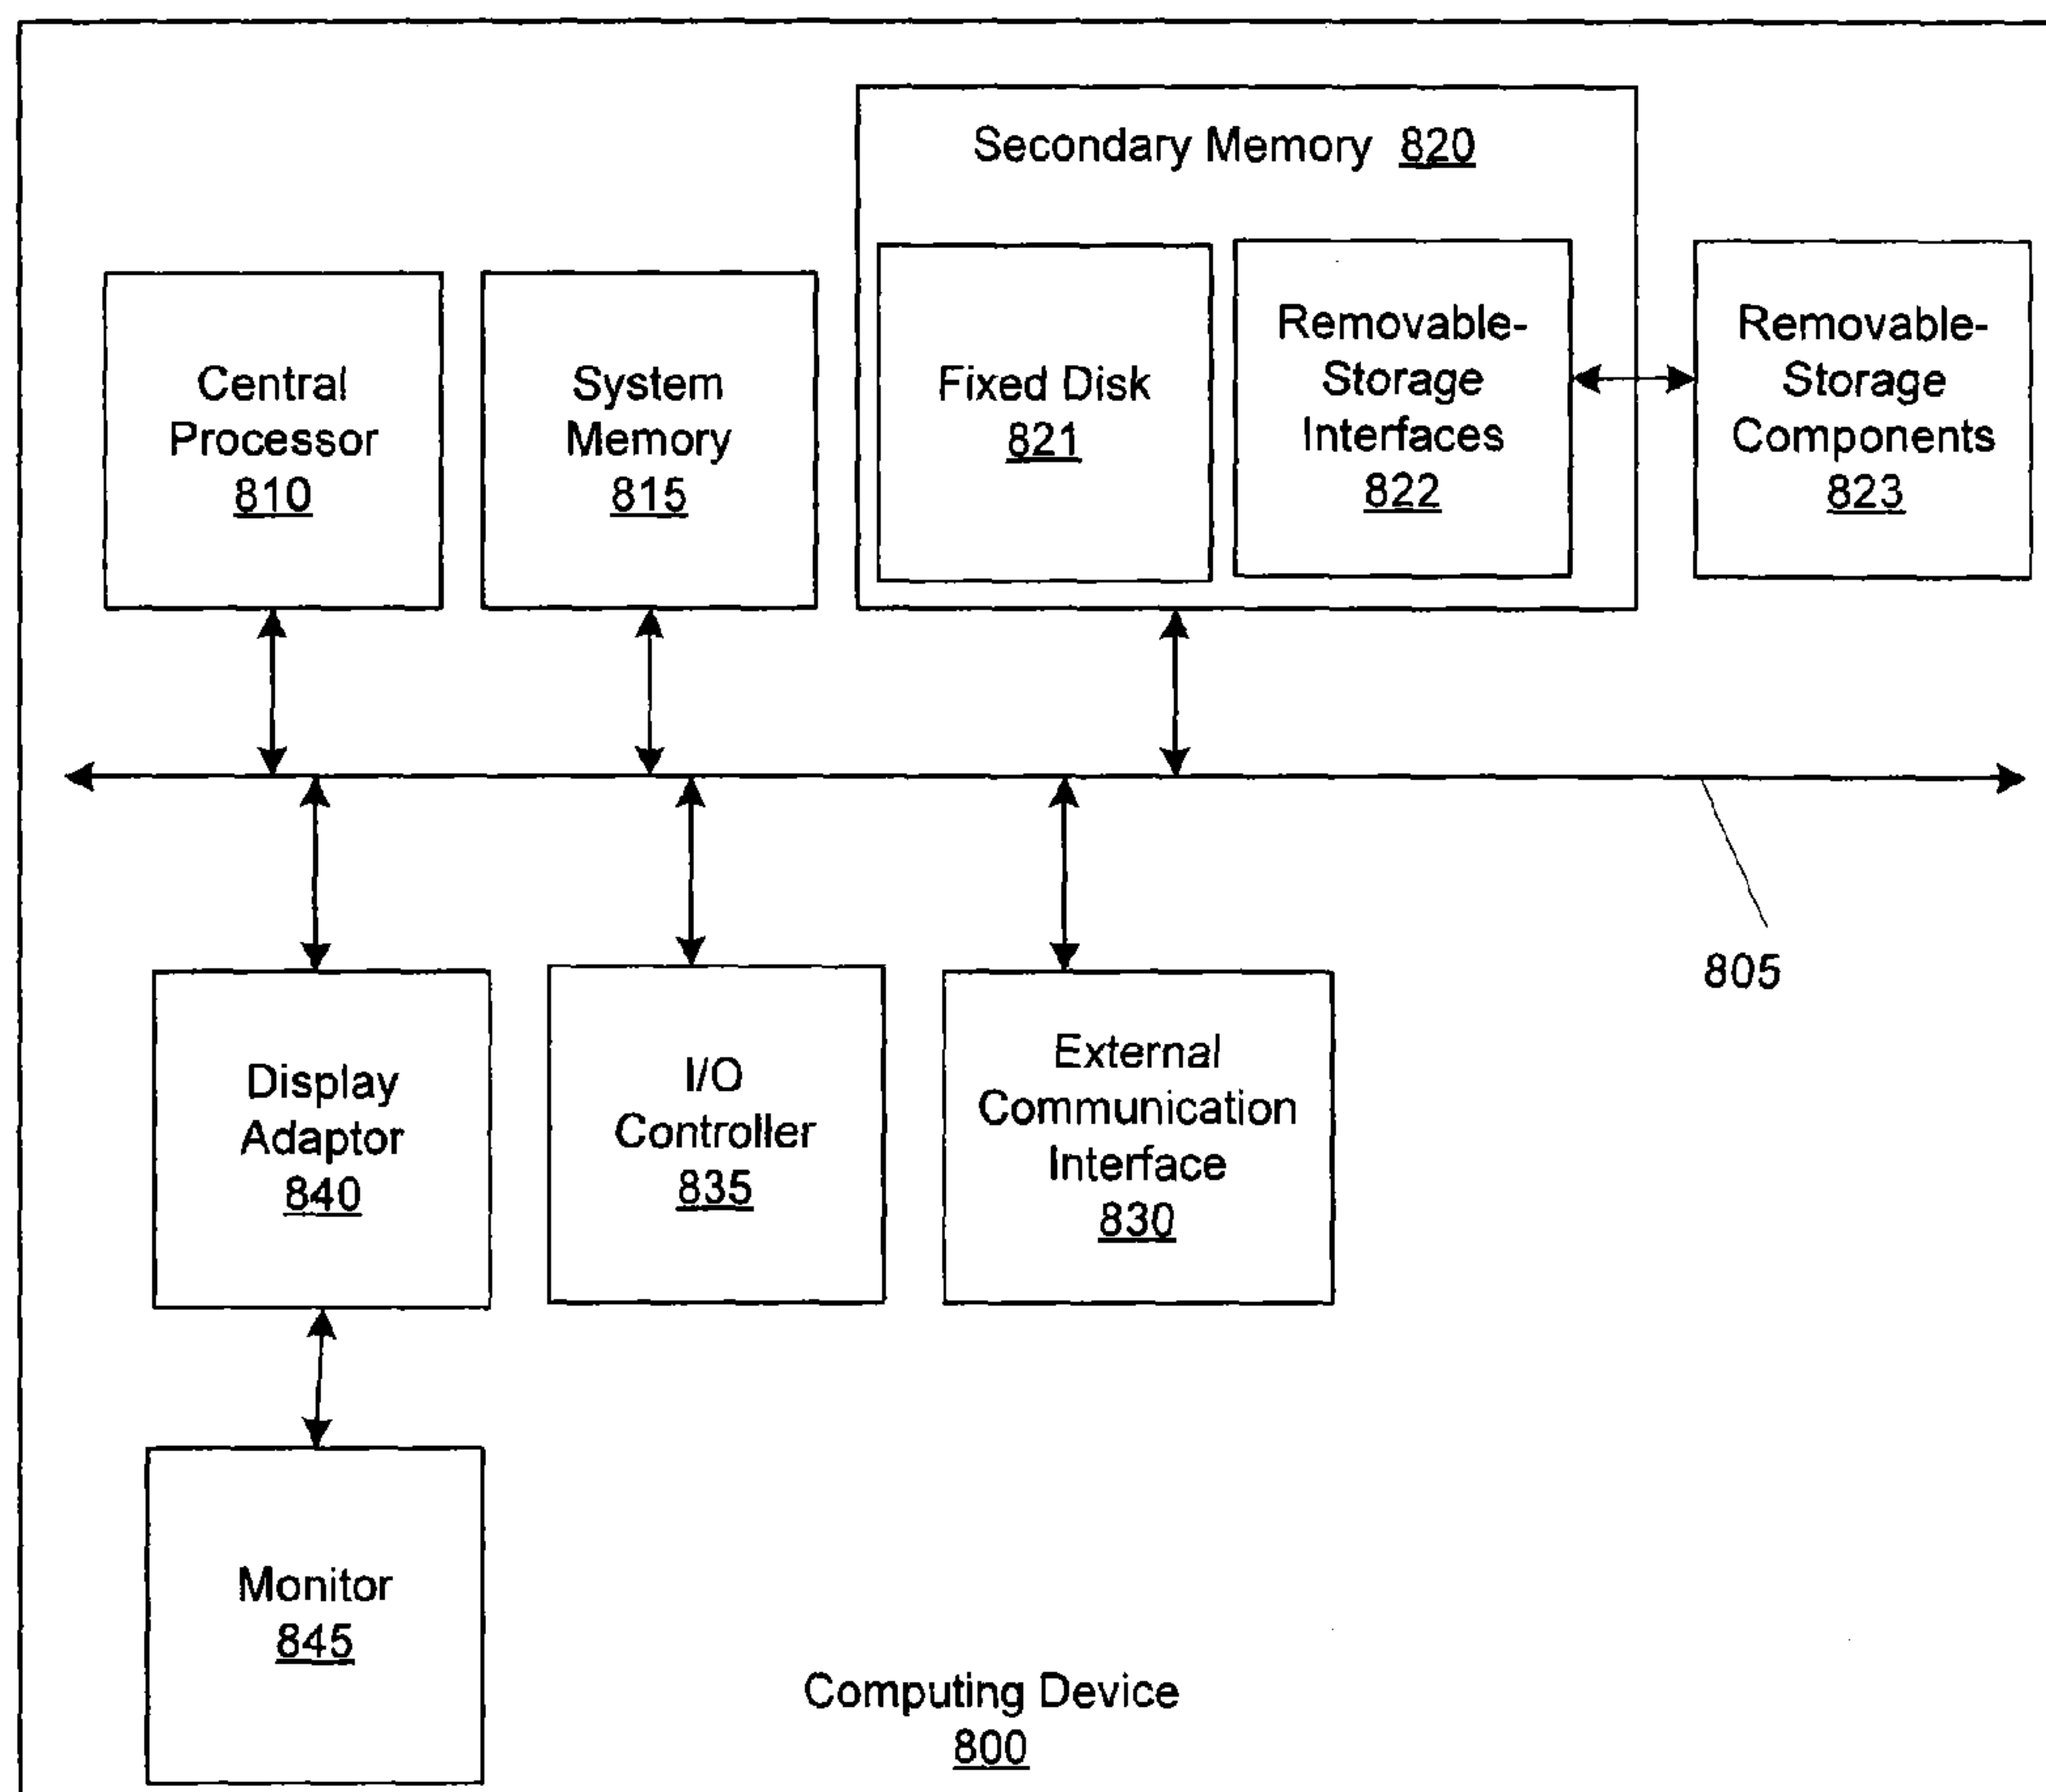 Secondary Memory 820
Central
Processor
810
System
Memory
815
Fixed Disk
821
Removable-
Storage
Interfaces
822
Removable-
Storage
Components
823
805
Display
Adaptor
840
I/O
Controller
835
External
Communication
Interface
830
Monitor
845
Computing Device
800